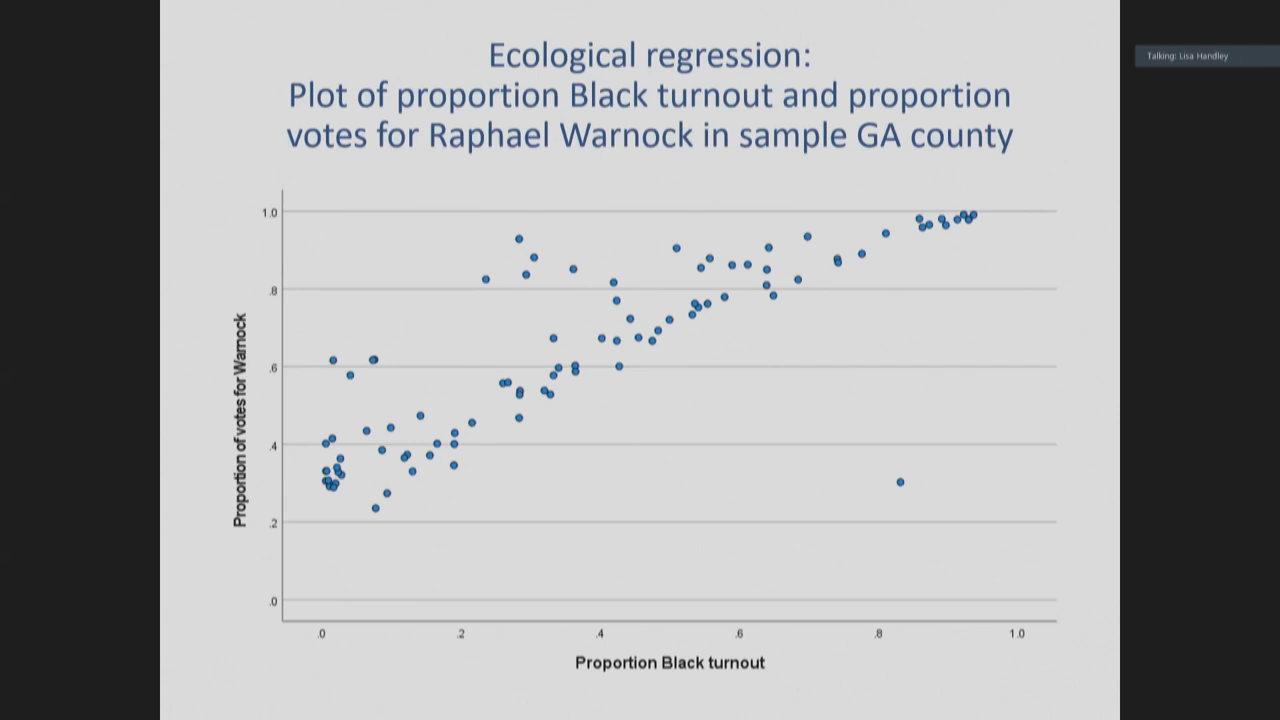 Ecological regression:
Plot of proportion Black turnout and proportion
votes for Raphael Warnock in sample GA county
Talking: Lisa Handley
Proportion of votes for Warnock
1.0
.8
.6
.4
.2
.0
.0 .2 .4 .6 .8 1.0
Proportion Black turnout